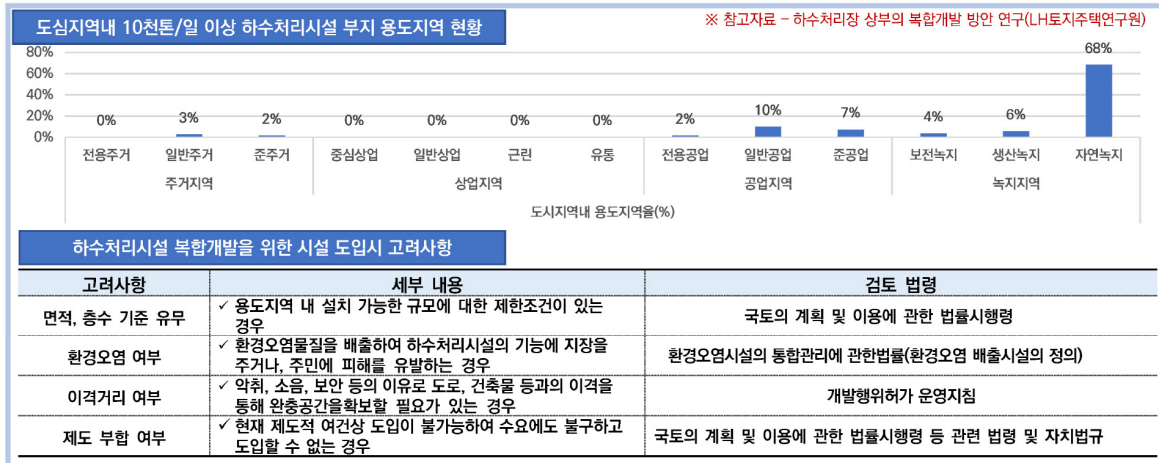 도심지역내 10천톤/일 이상 하수처리시설 부지 용도지역 현황
※ 참고자료 – 하수처리장 상부의 복합개발 방안 연구(LH토지주택연구원)
80%
60%
40%
20%
0%
0%
3%
2%
0%
0%
0%
0%
2%
10%
7%
4%
6%
68%
전용주거 일반주거 준주거 중심상업 일반상업 근린 유통 전용공업 일반공업 준공업 보전녹지 생산녹지 자연녹지
주거지역 상업지역 공업지역 녹지지역
도시지역내 용도지역율(%)
하수처리시설 복합개발을 위한 시설 도입시 고려사항
고려사항 세부 내용 검토 법령
면적, 층수 기준 유무
✓ 용도지역 내 설치 가능한 규모에 대한 제한조건이 있는
경우
국토의 계획 및 이용에 관한 법률시행령
환경오염 여부
✓ 환경오염물질을 배출하여 하수처리시설의 기능에 지장을
주거나, 주민에 피해를 유발하는 경우
환경오염시설의 통합관리에 관한법률(환경오염 배출시설의 정의)
이격거리 여부
✓ 악취, 소음, 보안 등의 이유로 도로, 건축물 등과의 이격을
통해 완충공간을확보할 필요가 있는 경우
개발행위허가 운영지침
제도 부합 여부
✓ 현재 제도적 여건상 도입이 불가능하여 수요에도 불구하고
도입할 수 없는 경우
국토의 계획 및 이용에 관한 법률시행령 등 관련 법령 및 자치법규